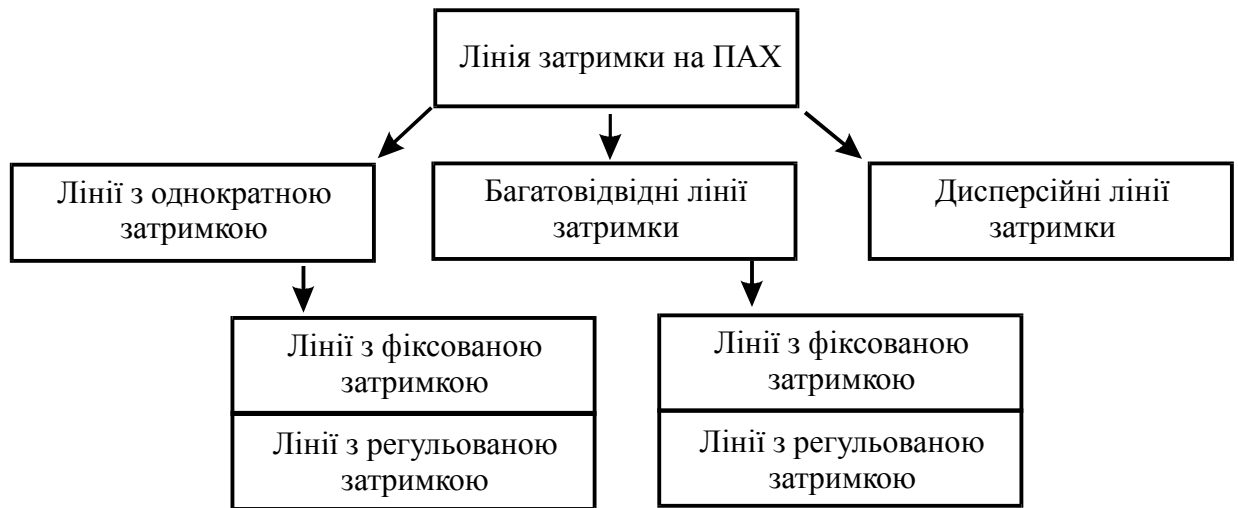 Лінія затримки на ПАХ
Лінії з однократною
затримкою
Багатовідвідні лінії
затримки
Дисперсійні лінії
затримки
Лінії з фіксованою
затримкою
Лінії з регульованою
затримкою
Лінії з фіксованою
затримкою
Лінії з регульованою
затримкою